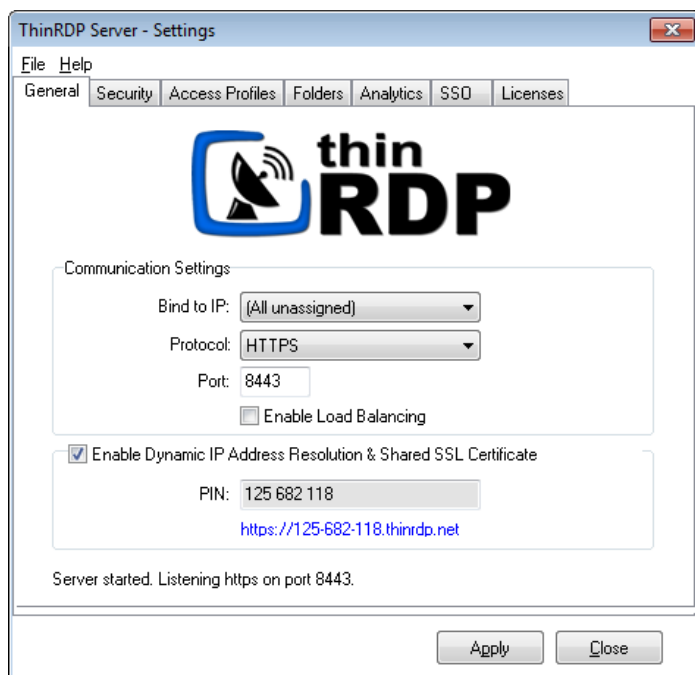 ThinRDP Server - Settings
File Help
General Security Access Profiles Folders Analytics SSO Licenses
thin
RDP
Communication Settings
Bind to IP: (All unassigned)
Protocol: HTTPS
Port: 8443
Enable Load Balancing
Enable Dynamic IP Address Resolution & Shared SSL Certificate
PIN: 125 682 118
https://125-682-118.thinrdp.net
Server started. Listening https on port 8443.
Apply Close